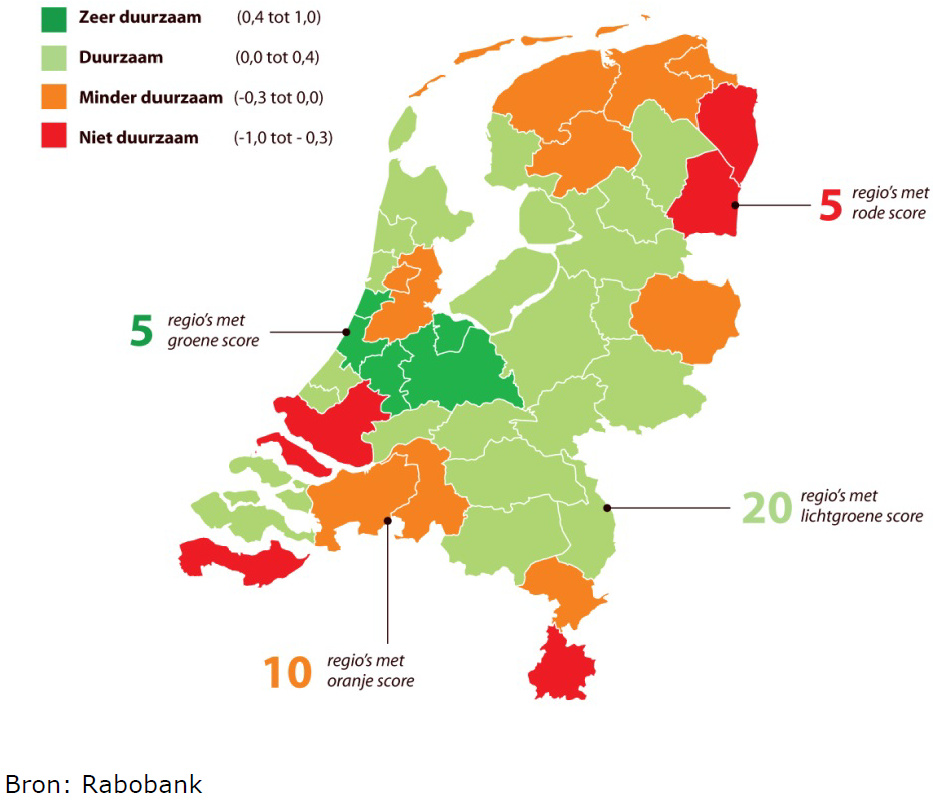 Zeer duurzaam (0,4 tot 1,0)
Duurzaam (0,0 tot 0,4)
Minder duurzaam (-0,3 tot 0,0)
Niet duurzaam (-1,0 tot - 0,3)
5 regio's met
rode score
5 regio's met
groene score
20 regio's met
lichtgroene score
10 regio's met
oranje score
Bron: Rabobank